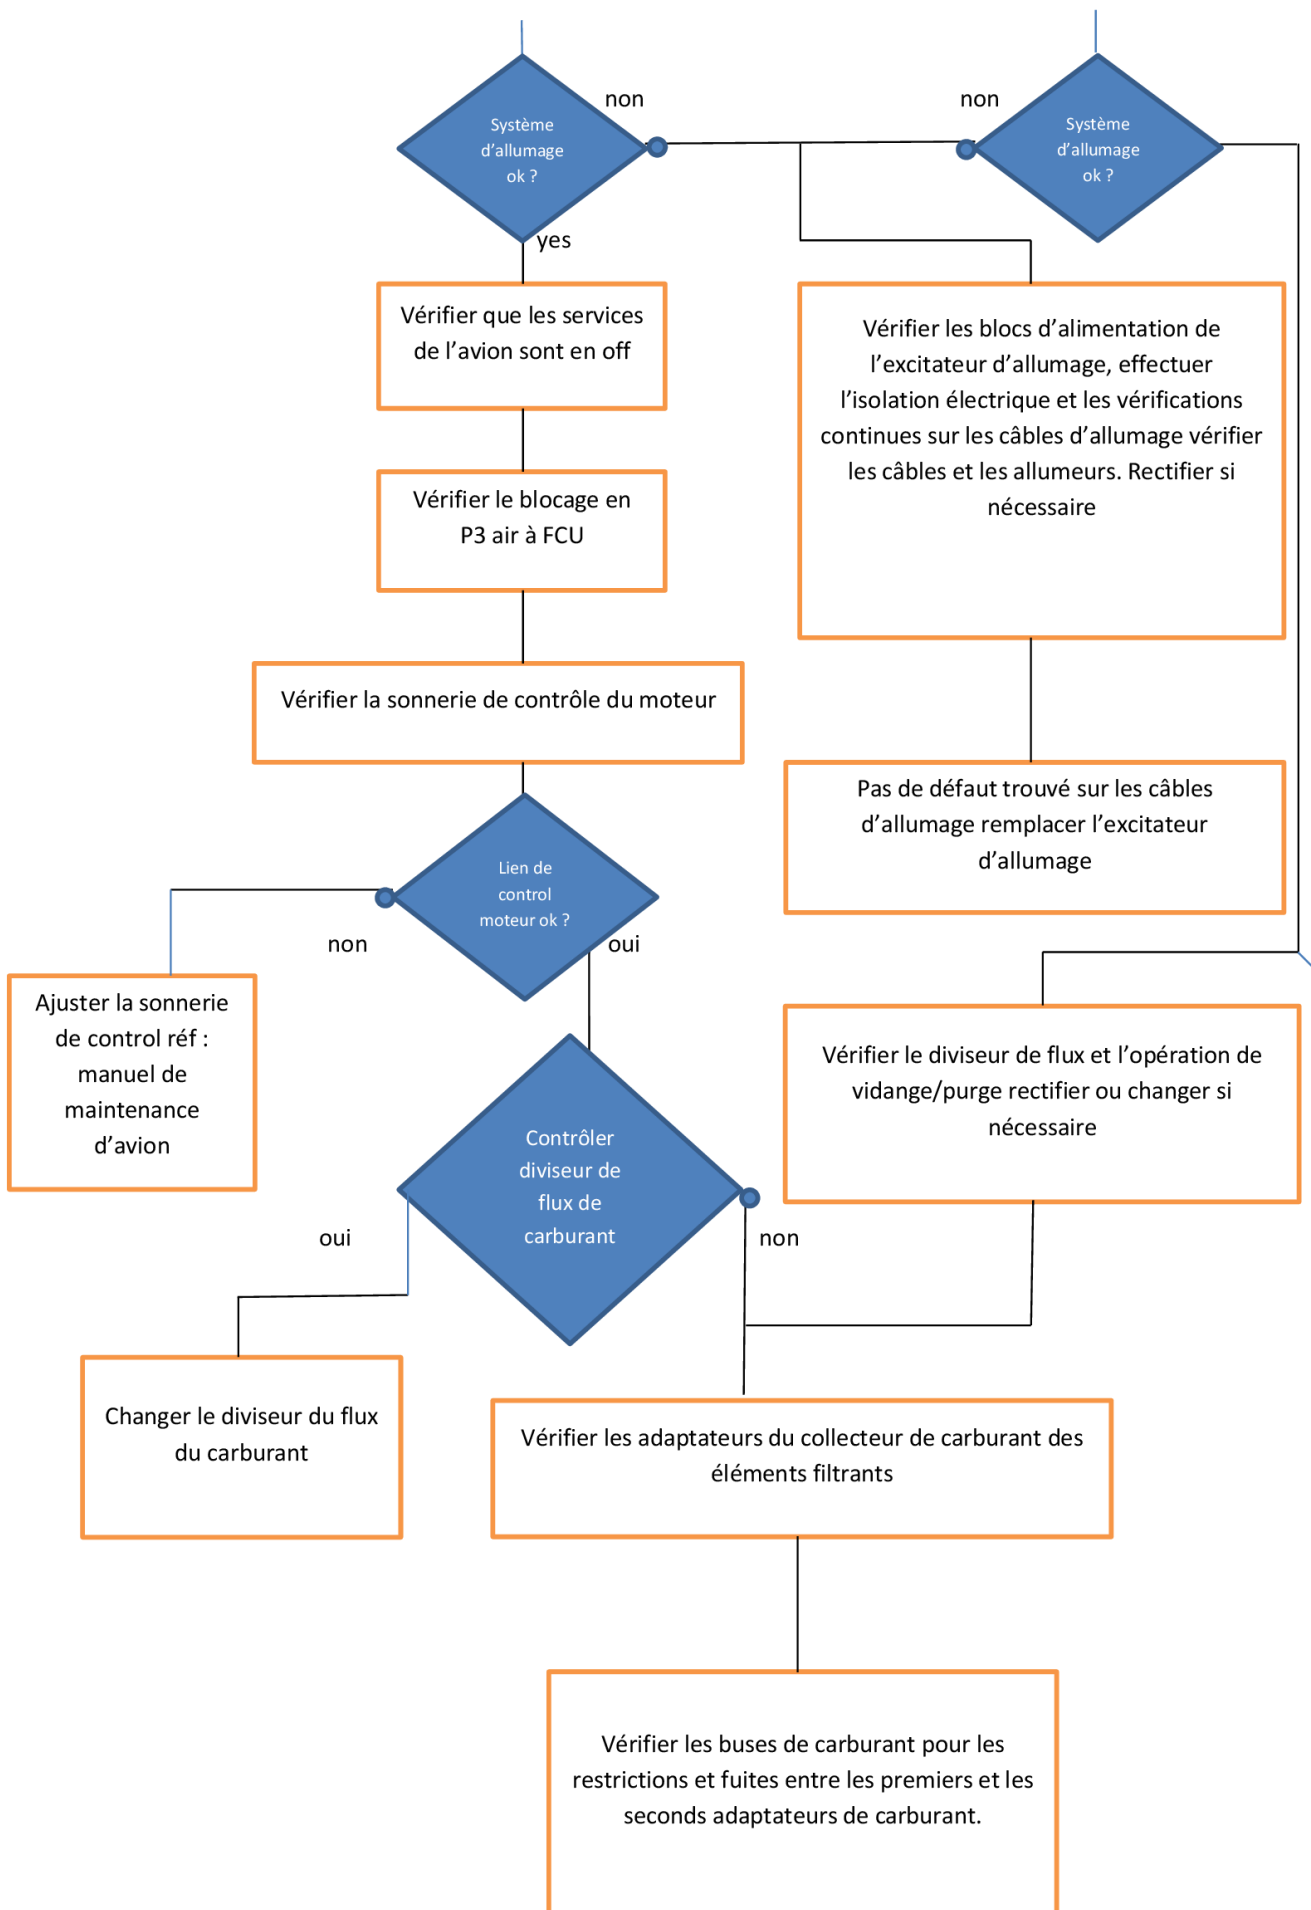 non
non
Système
d’allumage
ok ?
Système
d’allumage
ok ?
yes
Vérifier que les services
de l’avion sont en off
Vérifier les blocs d’alimentation de
l’excitateur d’allumage, effectuer
l’isolation électrique et les vérifications
continues sur les câbles d’allumage vérifier
les câbles et les allumeurs. Rectifier si
nécessaire
Vérifier le blocage en
P3 air à FCU
Vérifier la sonnerie de contrôle du moteur
Pas de défaut trouvé sur les câbles
d’allumage remplacer l’excitateur
d’allumage
Lien de
control
moteur ok ?
non
oui
Ajuster la sonnerie
de control réf :
manuel de
maintenance
d’avion
Vérifier le diviseur de flux et l’opération de
vidange/purge rectifier ou changer si
nécessaire
Contrôler
diviseur de
flux de
carburant
oui
non
Changer le diviseur du flux
du carburant
Vérifier les adaptateurs du collecteur de carburant des
éléments filtrants
Vérifier les buses de carburant pour les
restrictions et fuites entre les premiers et les
seconds adaptateurs de carburant.